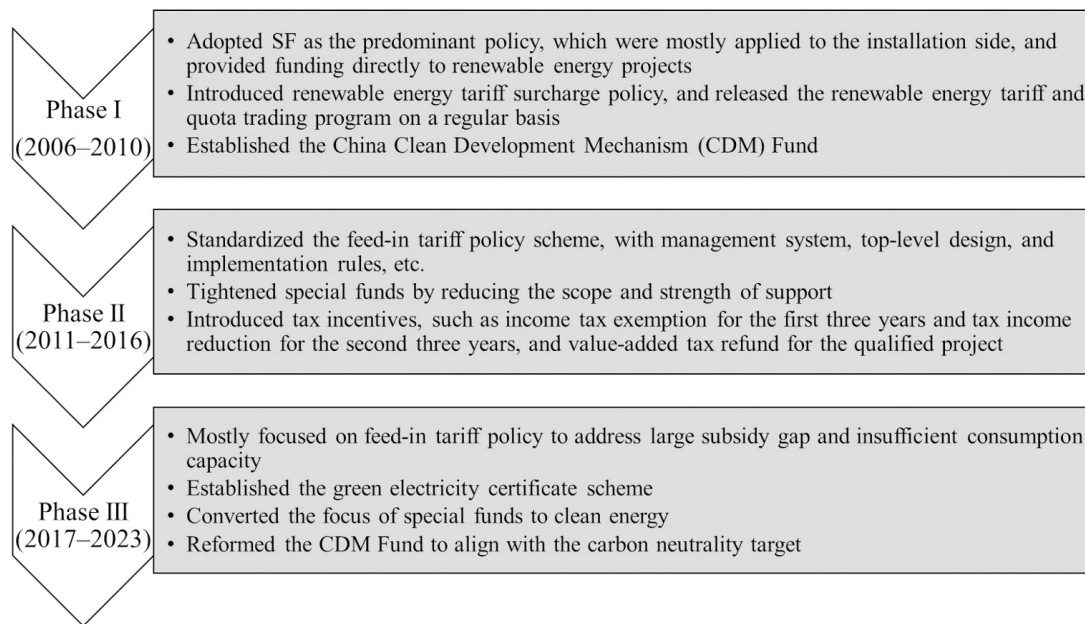 Phase I
(2006–2010)
• Adopted SF as the predominant policy, which were mostly applied to the installation side, and
provided funding directly to renewable energy projects
• Introduced renewable energy tariff surcharge policy, and released the renewable energy tariff and
quota trading program on a regular basis
• Established the China Clean Development Mechanism (CDM) Fund
Phase II
(2011–2016)
• Standardized the feed-in tariff policy scheme, with management system, top-level design, and
implementation rules, etc.
• Tightened special funds by reducing the scope and strength of support
• Introduced tax incentives, such as income tax exemption for the first three years and tax income
reduction for the second three years, and value-added tax refund for the qualified project
Phase III
(2017–2023)
• Mostly focused on feed-in tariff policy to address large subsidy gap and insufficient consumption
capacity
• Established the green electricity certificate scheme
• Converted the focus of special funds to clean energy
• Reformed the CDM Fund to align with the carbon neutrality target